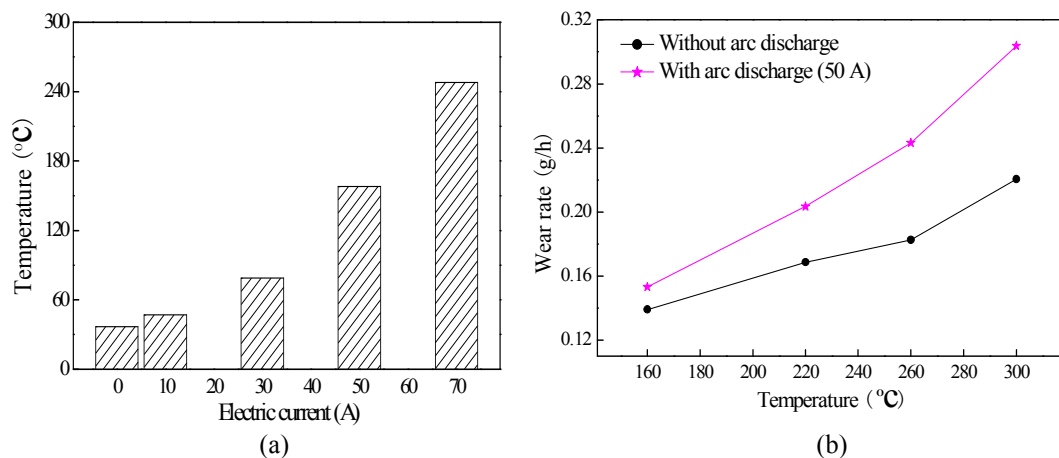 300
240
180
120
60
0
Temperature (°C)
0 10 20 30 40 50 60 70
Electric current (A)
(a)
0.32
0.28
0.24
0.20
0.16
0.12
Wear rate (g/h)
Without arc discharge
With arc discharge (50 A)
160 180 200 220 240 260 280 300
Temperature (°C)
(b)